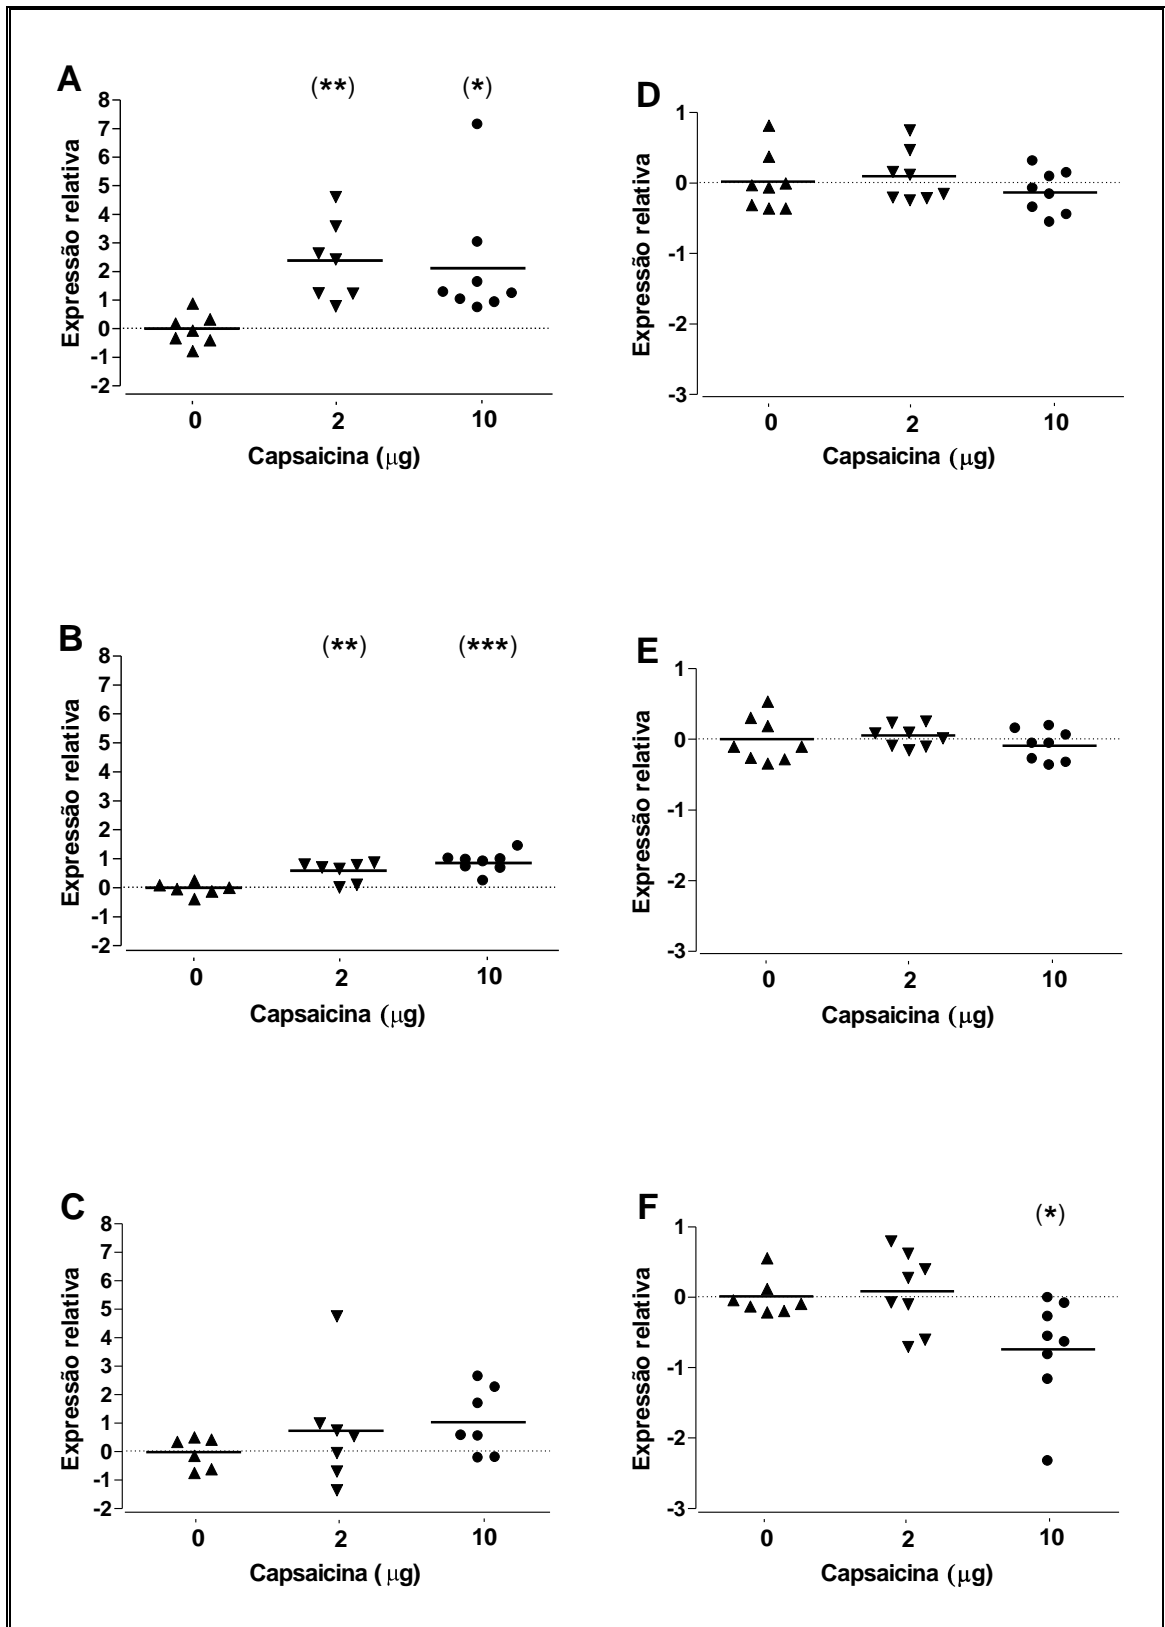 A
(**) (*)
8
7
6
5
4
3
2
1
0
-1
-2
Expressão relativa
0 2 10
Capsaicina (μg)
D
1
0
-1
-2
-3
Expressão relativa
0 2 10
Capsaicina (μg)
B
(**) (***)
8
7
6
5
4
3
2
1
0
-1
-2
Expressão relativa
0 2 10
Capsaicina (μg)
E
1
0
-1
-2
-3
Expressão relativa
0 2 10
Capsaicina (μg)
C
8
7
6
5
4
3
2
1
0
-1
-2
Expressão relativa
0 2 10
Capsaicina ( μg)
F
(*)
1
0
-1
-2
-3
Expressão relativa
0 2 10
Capsaicina (μg)